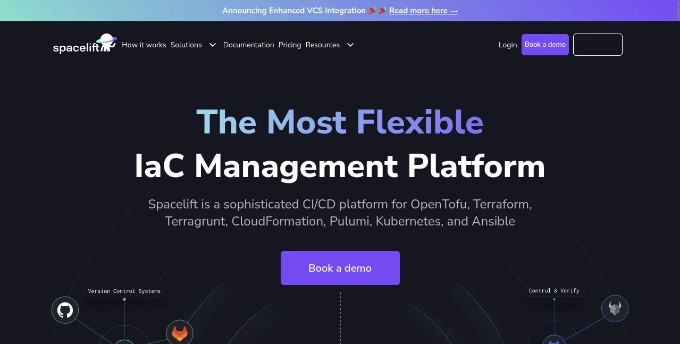 Announcing Enhanced VCS Integration 🎉 🎉 Read more here →
spacelift How it works Solutions Documentation Pricing Resources Login Book a demo
The Most Flexible
IaC Management Platform
Spacelift is a sophisticated CI/CD platform for OpenTofu, Terraform,
Terragrunt, CloudFormation, Pulumi, Kubernetes, and Ansible
Book a demo
Version Control Systems
Control & Verify